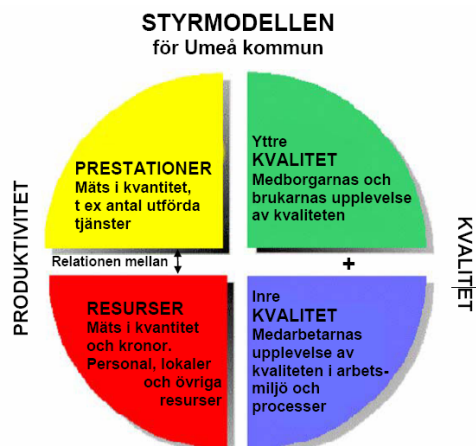 STYRMODELLEN
för Umeå kommun
PRODUKTIVITET
PRESTATIONER
Mäts i kvantitet,
t ex antal utförda
tjänster
Yttre
KVALITET
Medborgarnas och
brukarnas upplevelse
av kvaliteten
Relationen mellan
+
RESURSER
Mäts i kvantitet
och kronor.
Personal, lokaler
och övriga
resurser
Inre
KVALITET
Medarbetarnas
upplevelse av
kvaliteten i arbets-
miljö och
processer
KVALITET